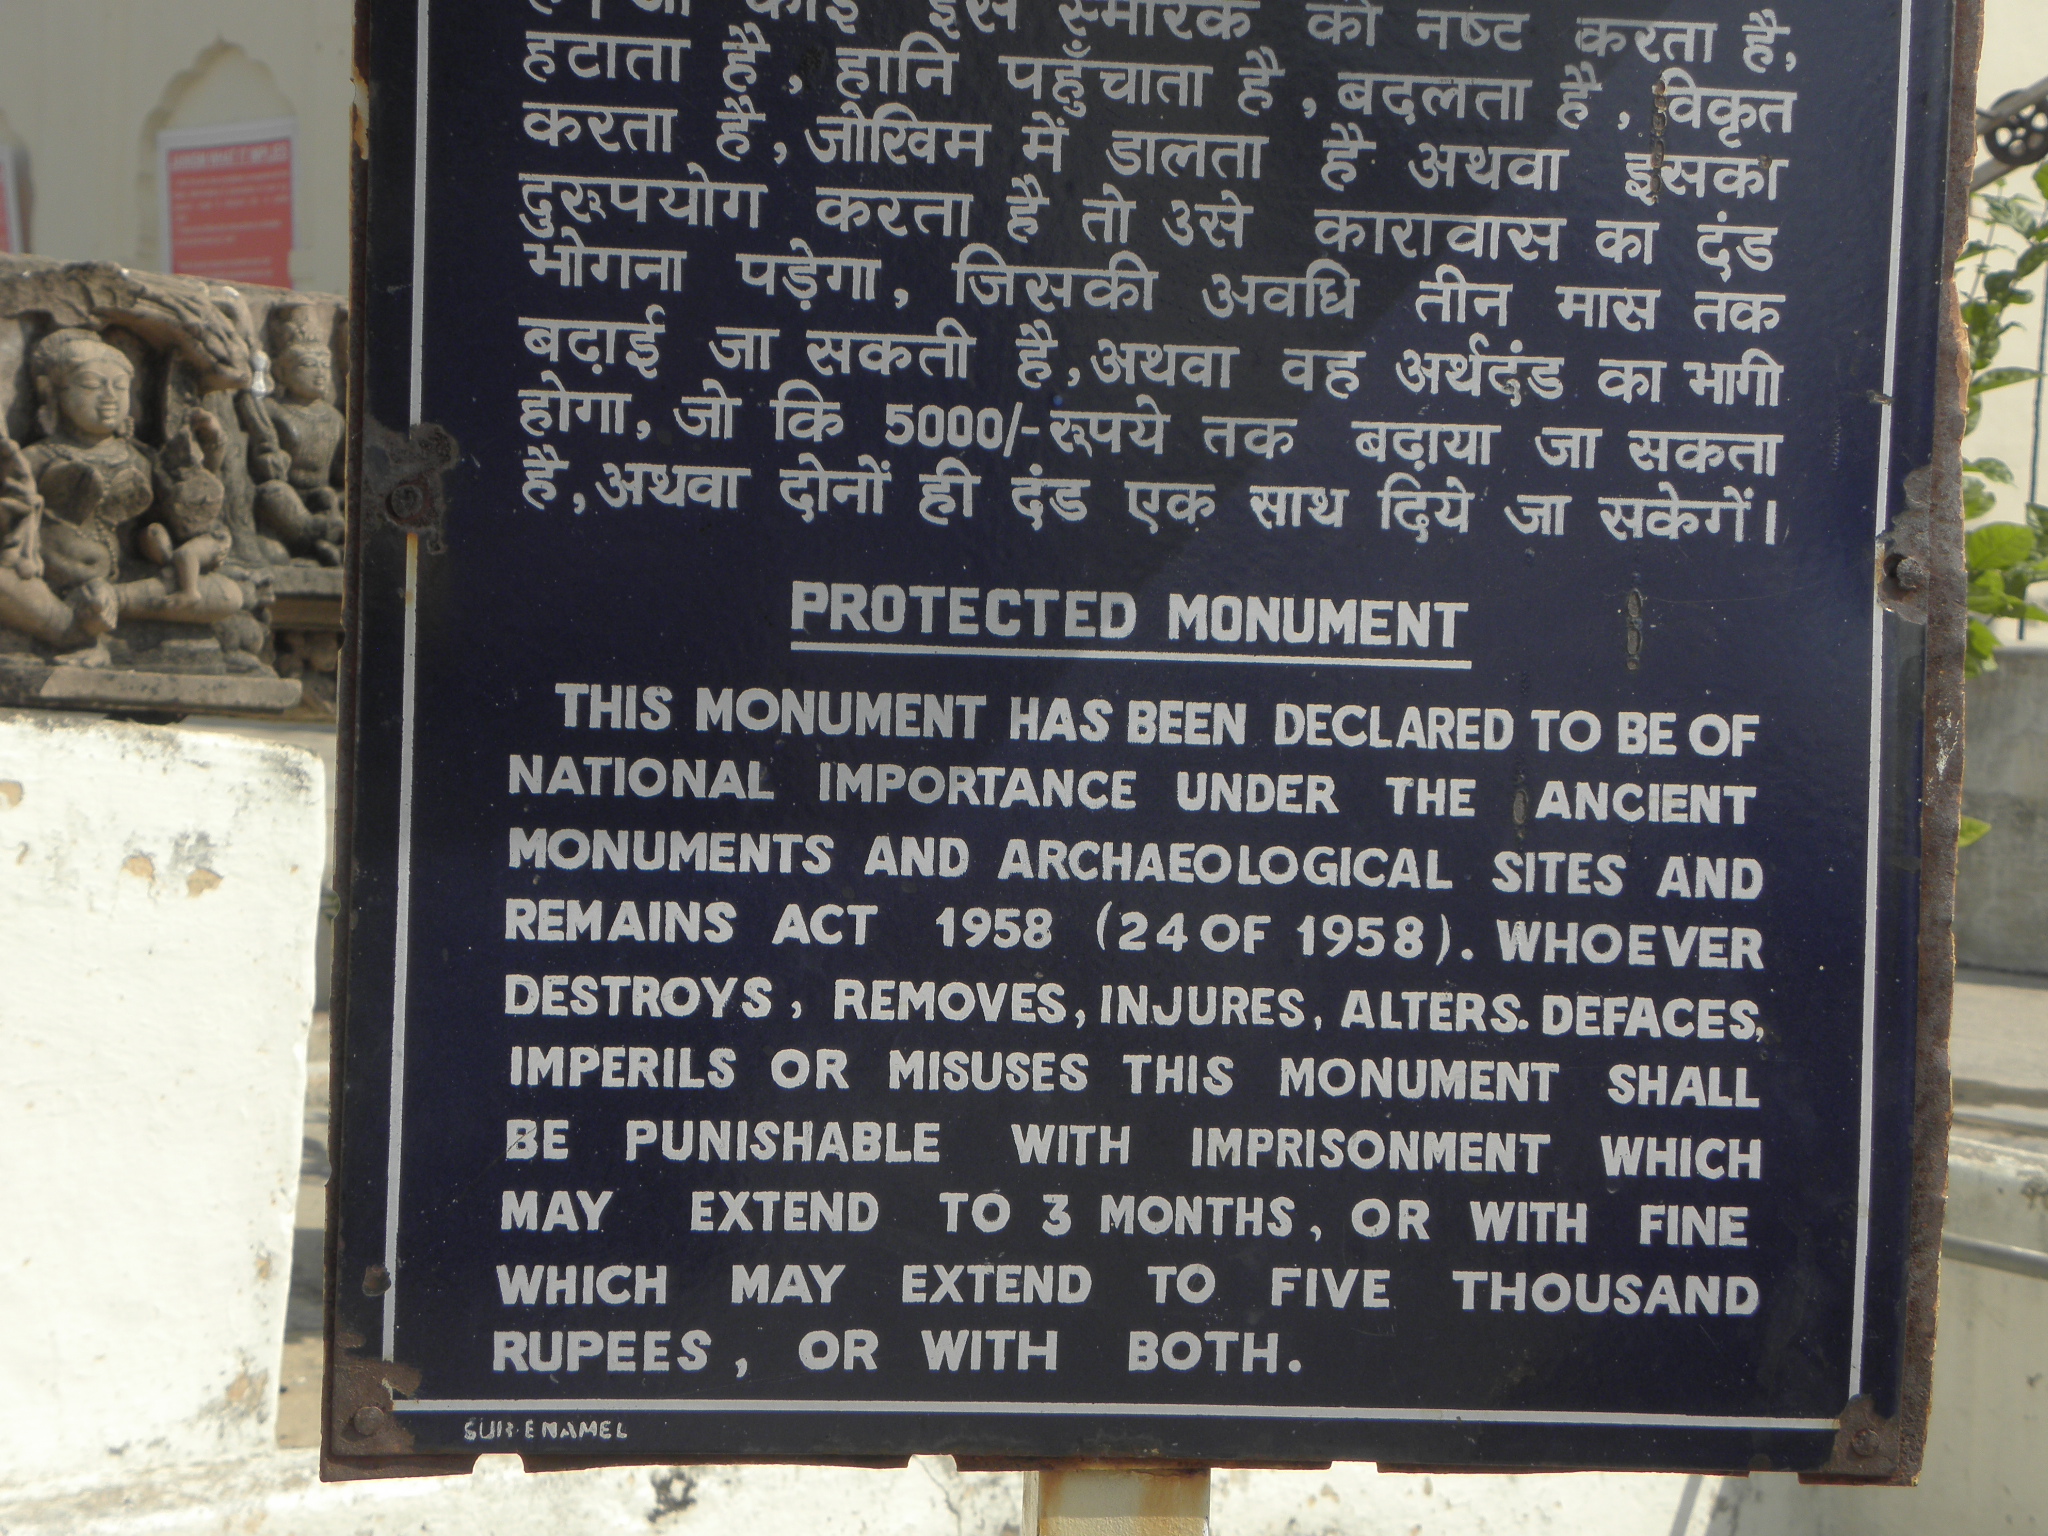 कोई इस स्मारक को नष्ट करता है,
हटाता है, हानि पहुँचाता है, बदलता है, विकृत
करता है, जोखिम में डालता है अथवा इसका
दुरूपयोग करता है तो उसे कारावास का दंड
भोगना पड़ेगा, जिसकी अवधि तीन मास तक
बढ़ाई जा सकती है, अथवा वह अर्थदंड का भागी
होगा, जो कि 5000/-रूपये तक बढ़ाया जा सकता
है, अथवा दोनों ही दंड एक साथ दिये जा सकेगें।
PROTECTED MONUMENT
THIS MONUMENT HAS BEEN DECLARED TO BE OF
NATIONAL IMPORTANCE UNDER THE ANCIENT
MONUMENTS AND ARCHAEOLOGICAL SITES AND
REMAINS ACT 1958 (24 OF 1958). WHOEVER
DESTROYS, REMOVES, INJURES, ALTERS. DEFACES,
IMPERILS OR MISUSES THIS MONUMENT SHALL
BE PUNISHABLE WITH IMPRISONMENT WHICH
MAY EXTEND TO 3 MONTHS, OR WITH FINE
WHICH MAY EXTEND TO FIVE THOUSAND
RUPEES, OR WITH BOTH.
ENAMEL